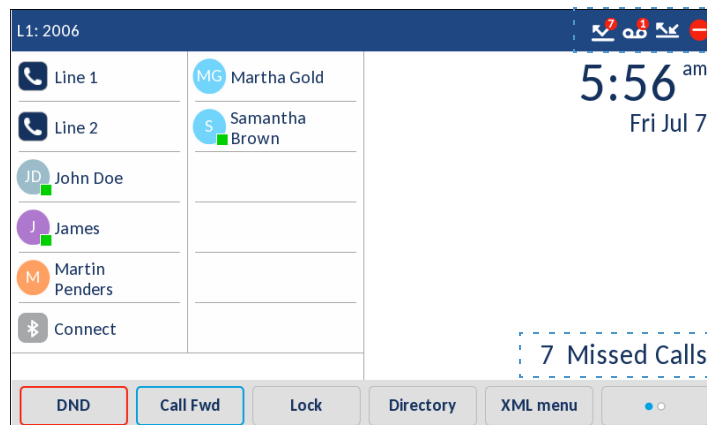 L1: 2006
7 1
5:56 am
Fri Jul 7
Line 1
MG Martha Gold
Line 2
S Samantha
Brown
JD John Doe
J James
M Martin
Penders
Connect
7 Missed Calls
DND Call Fwd Lock Directory XML menu